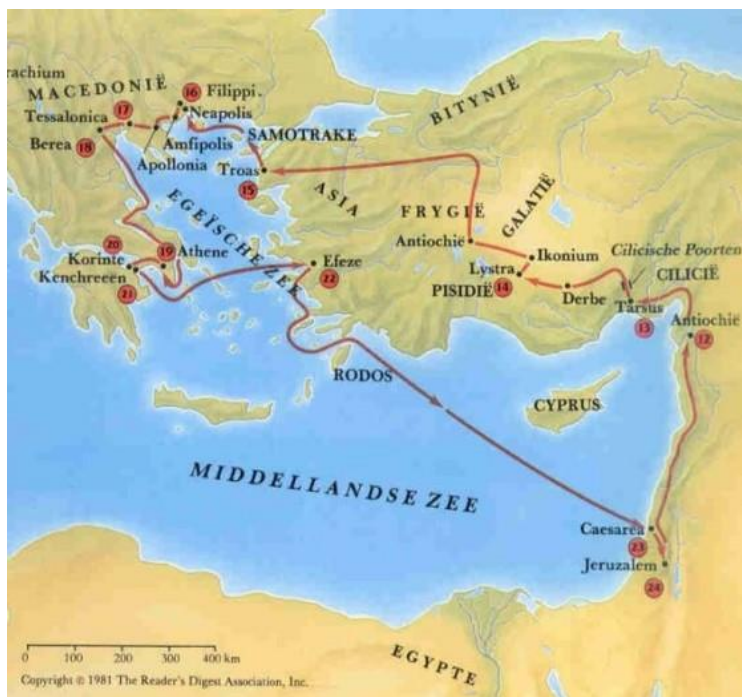 rachium
MACEDONIË
16 Filippi.
Tessalonica
17
Neapolis
Berea
18
Amfipolis
Apollonia
SAMOTRAKE
BITYNIË
Troas
15
ASIA
EGEÏSCHE ZEE
FRYGIË
GALATIË
Antiochië
Ikonium
Cilicische Poorten
CILICIË
Lystra
PISIDIË
14
Derbe
Tarsus
13
Antiochië
12
20
Korinte
19
Athene
Kenchreeën
21
Efeze
22
RODOS
CYPRUS
MIDDELLANDSE ZEE
Caesarea
23
Jeruzalem
24
EGYPTE
0 100 200 300 400 km
Copyright © 1981 The Reader's Digest Association, Inc.